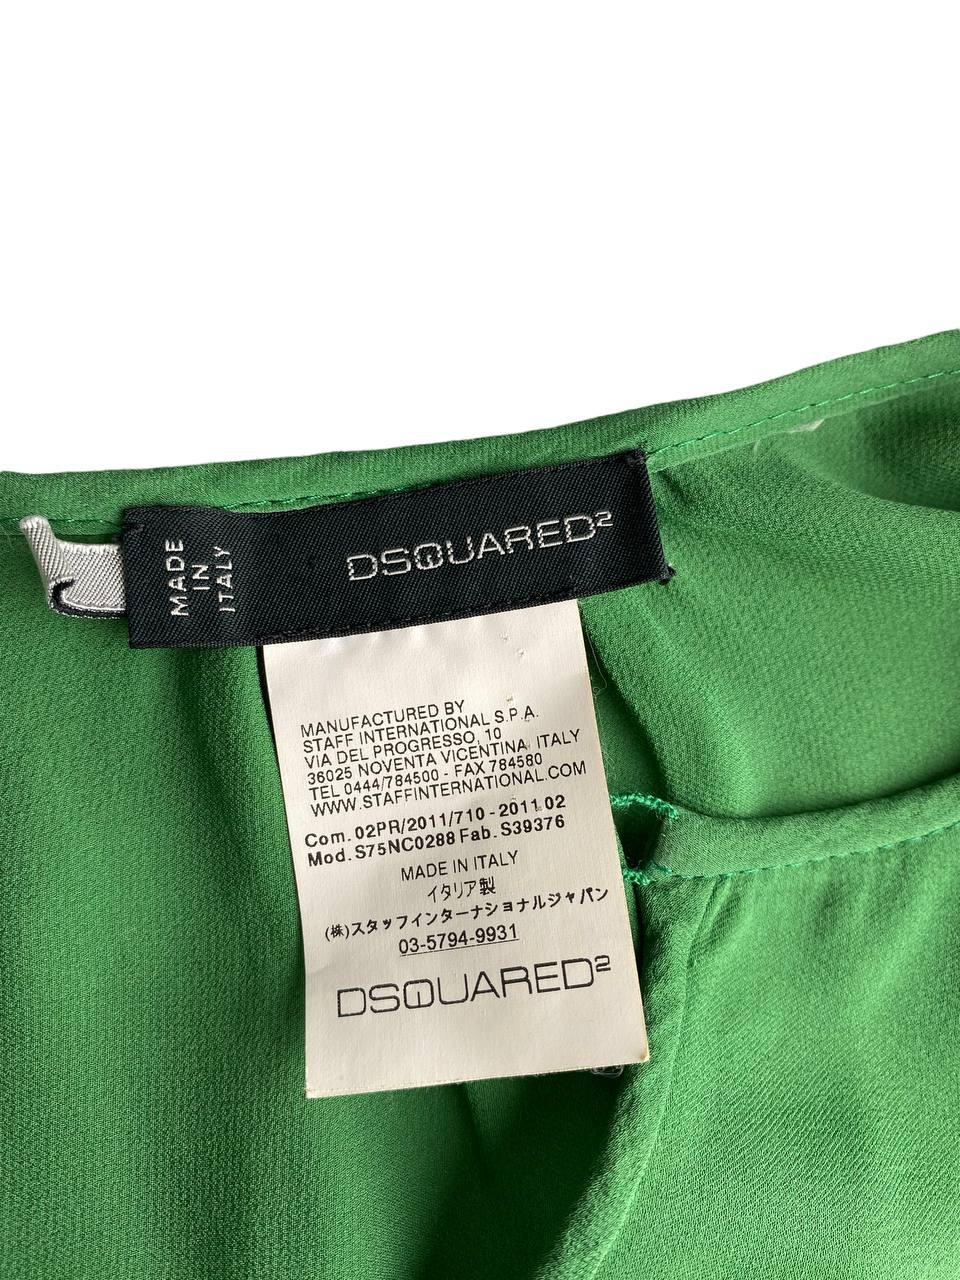 MADE
IN
ITALY
DSQUARED2
MANUFACTURED BY
STAFF INTERNATIONAL S.P.A.
VIA DEL PROGRESSO, 10
36025 NOVENTA VICENTINA, ITALY
TEL 0444/784500 - FAX 784580
WWW.STAFFINTERNATIONAL.COM
Com. 02PR/2011/710 - 2011 02
Mod. S75NC0288 Fab. S39376
MADE IN ITALY
イタリア製
(株)スタッフインターナショナルジャパン
03-5794-9931
DSQUARED2